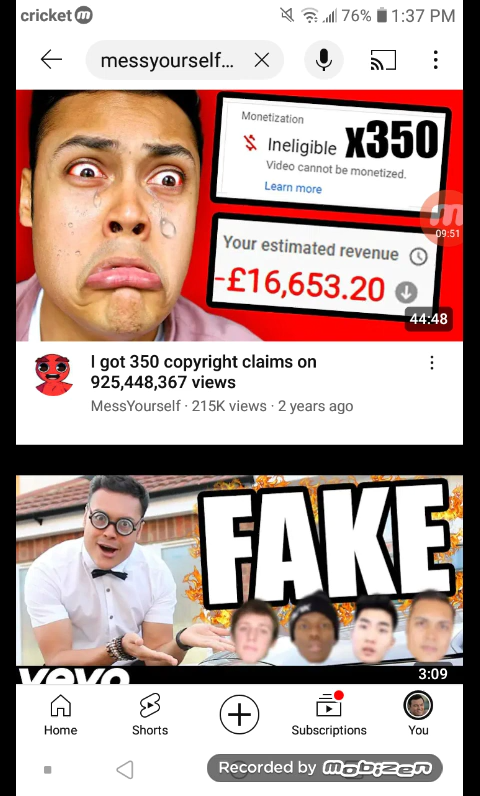 cricket m
76% 1:37 PM
messyourself...
Monetization
Ineligible x350
Video cannot be monetized.
Learn more
m
09:51
Your estimated revenue
-£16,653.20
44:48
I got 350 copyright claims on
925,448,367 views
MessYourself · 215K views · 2 years ago
FAKE
vevo
3:09
Home
Shorts
Subscriptions
You
Recorded by mobizen